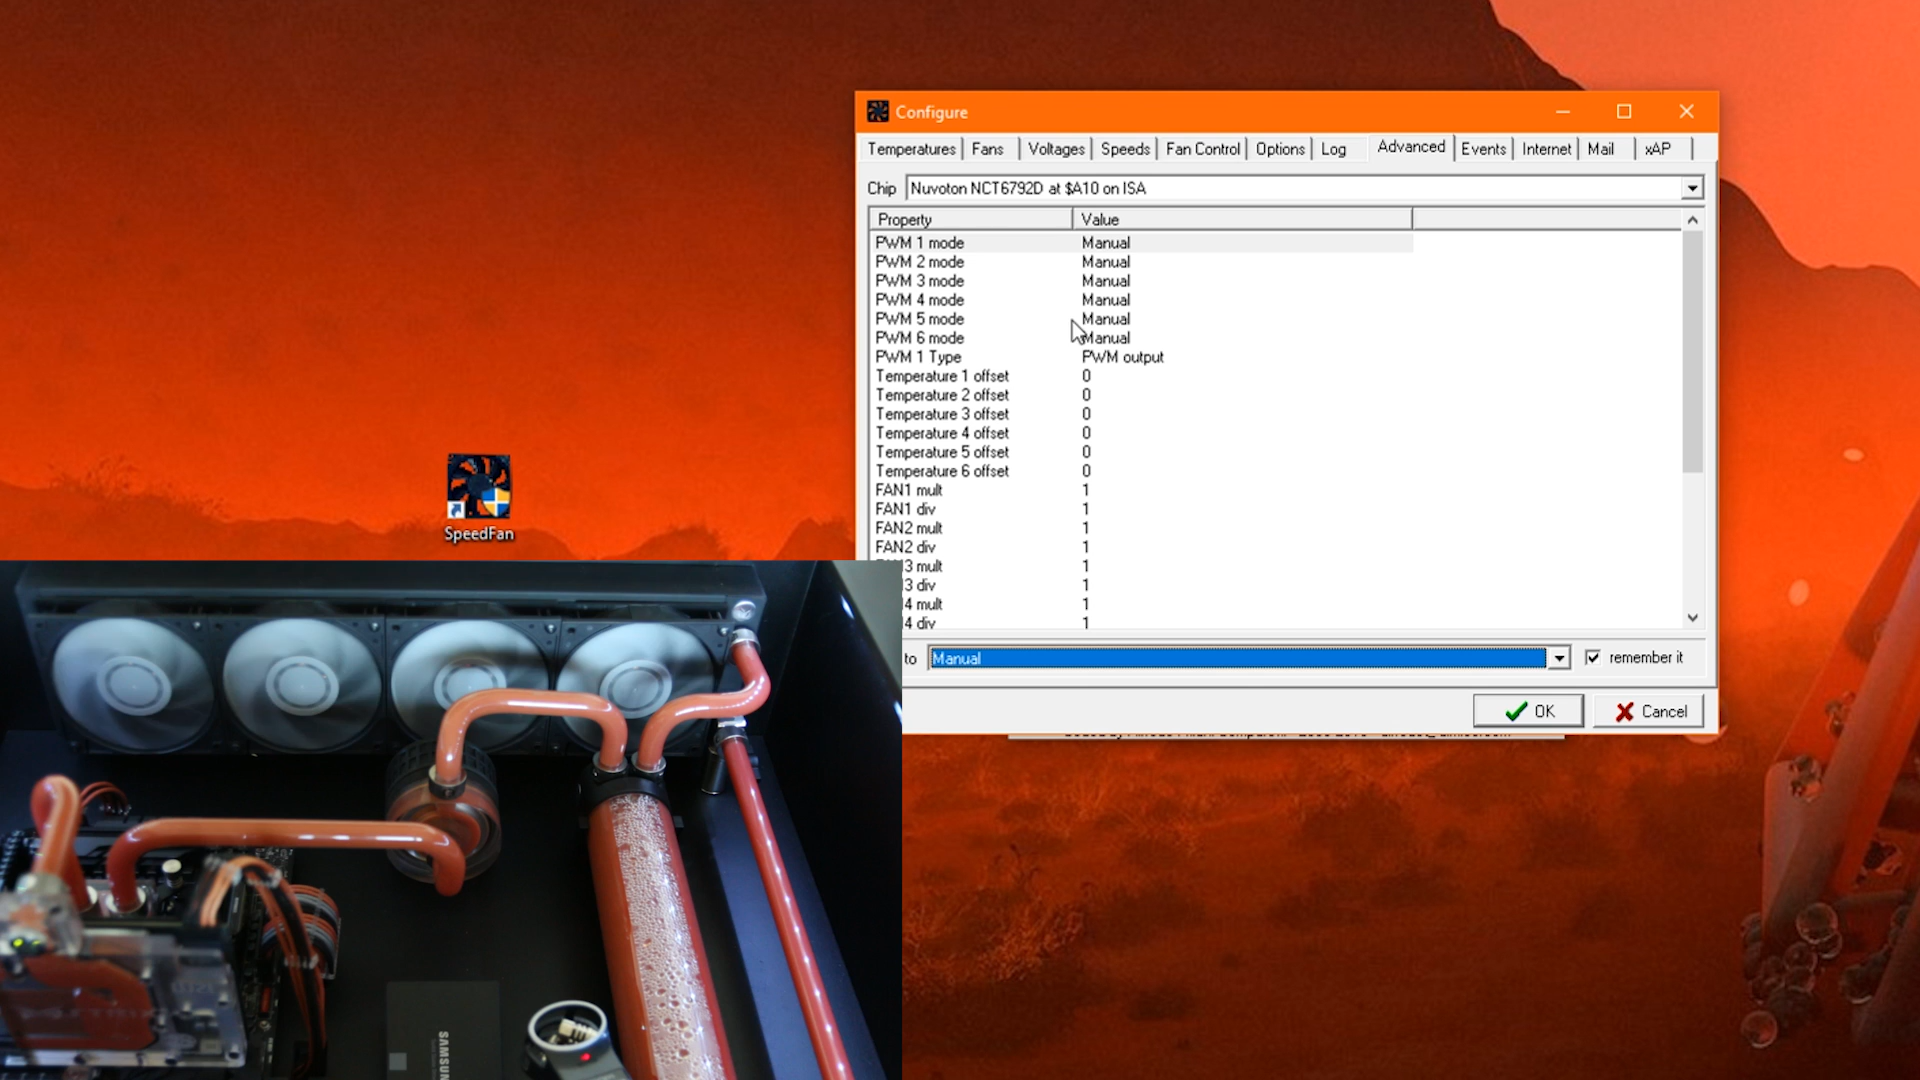 Configure
Temperatures Fans Voltages Speeds Fan Control Options Log Advanced Events Internet Mail xAP
Chip Nuvoton NCT6792D at $A10 on ISA
Property Value
PWM 1 mode Manual
PWM 2 mode Manual
PWM 3 mode Manual
PWM 4 mode Manual
PWM 5 mode Manual
PWM 6 mode Manual
PWM 1 Type PWM output
Temperature 1 offset 0
Temperature 2 offset 0
Temperature 3 offset 0
Temperature 4 offset 0
Temperature 5 offset 0
Temperature 6 offset 0
FAN1 mult 1
FAN1 div 1
FAN2 mult 1
FAN2 div 1
3 mult 1
3 div 1
4 mult 1
4 div 1
to Manual remember it
OK Cancel
SpeedFan
SAMSUN